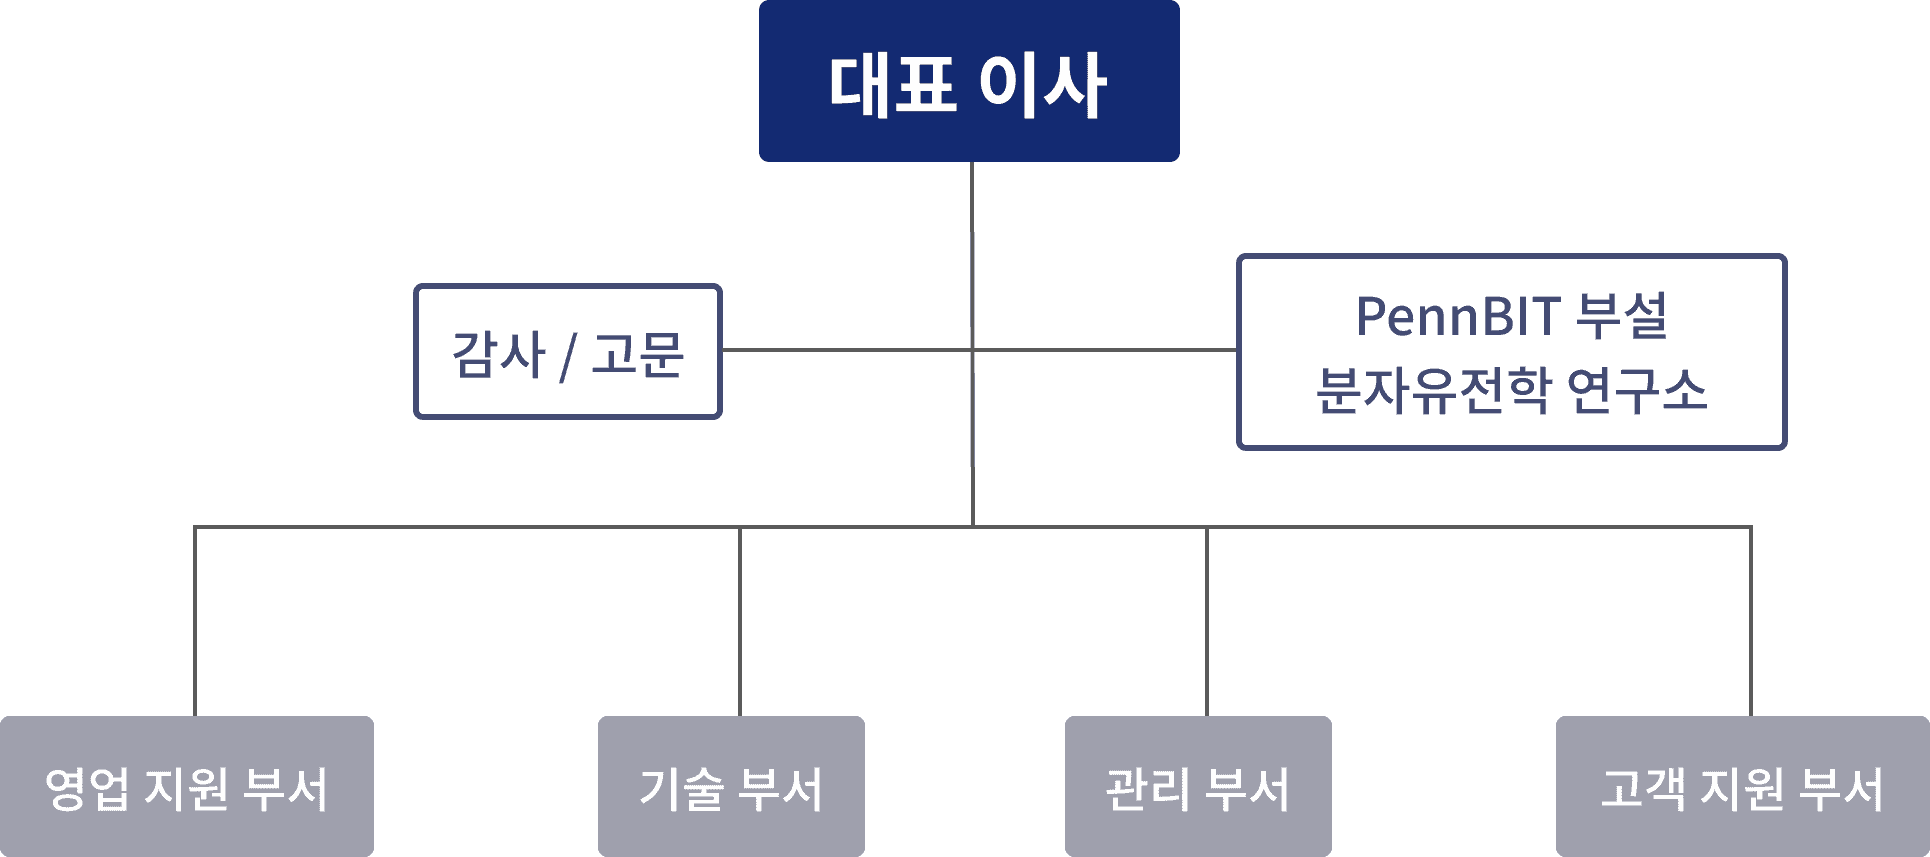 대표 이사
감사 / 고문
PennBIT 부설
분자유전학 연구소
영업 지원 부서
기술 부서
관리 부서
고객 지원 부서